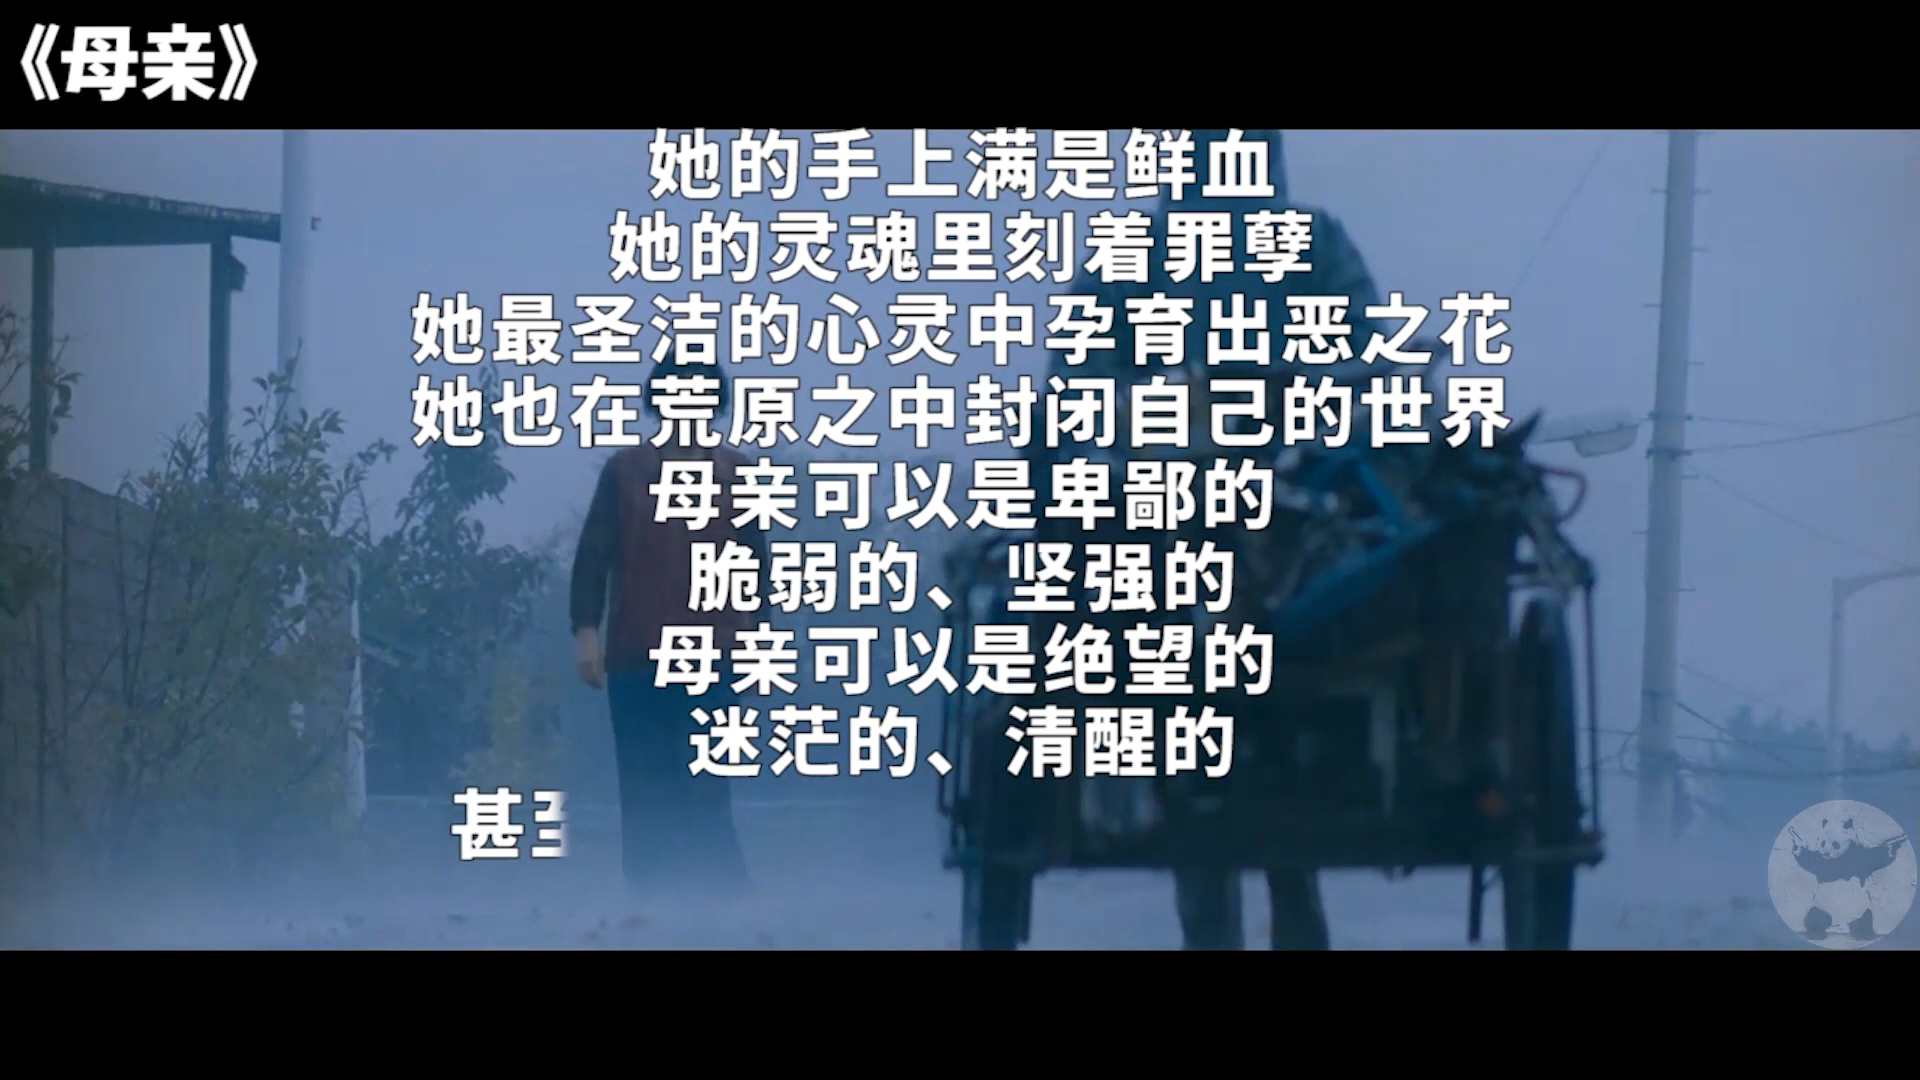 《母亲》
她的手上满是鲜血
她的灵魂里刻着罪孽
她最圣洁的心灵中孕育出恶之花
她也在荒原之中封闭自己的世界
母亲可以是卑鄙的
脆弱的、坚强的
母亲可以是绝望的
迷茫的、清醒的
甚